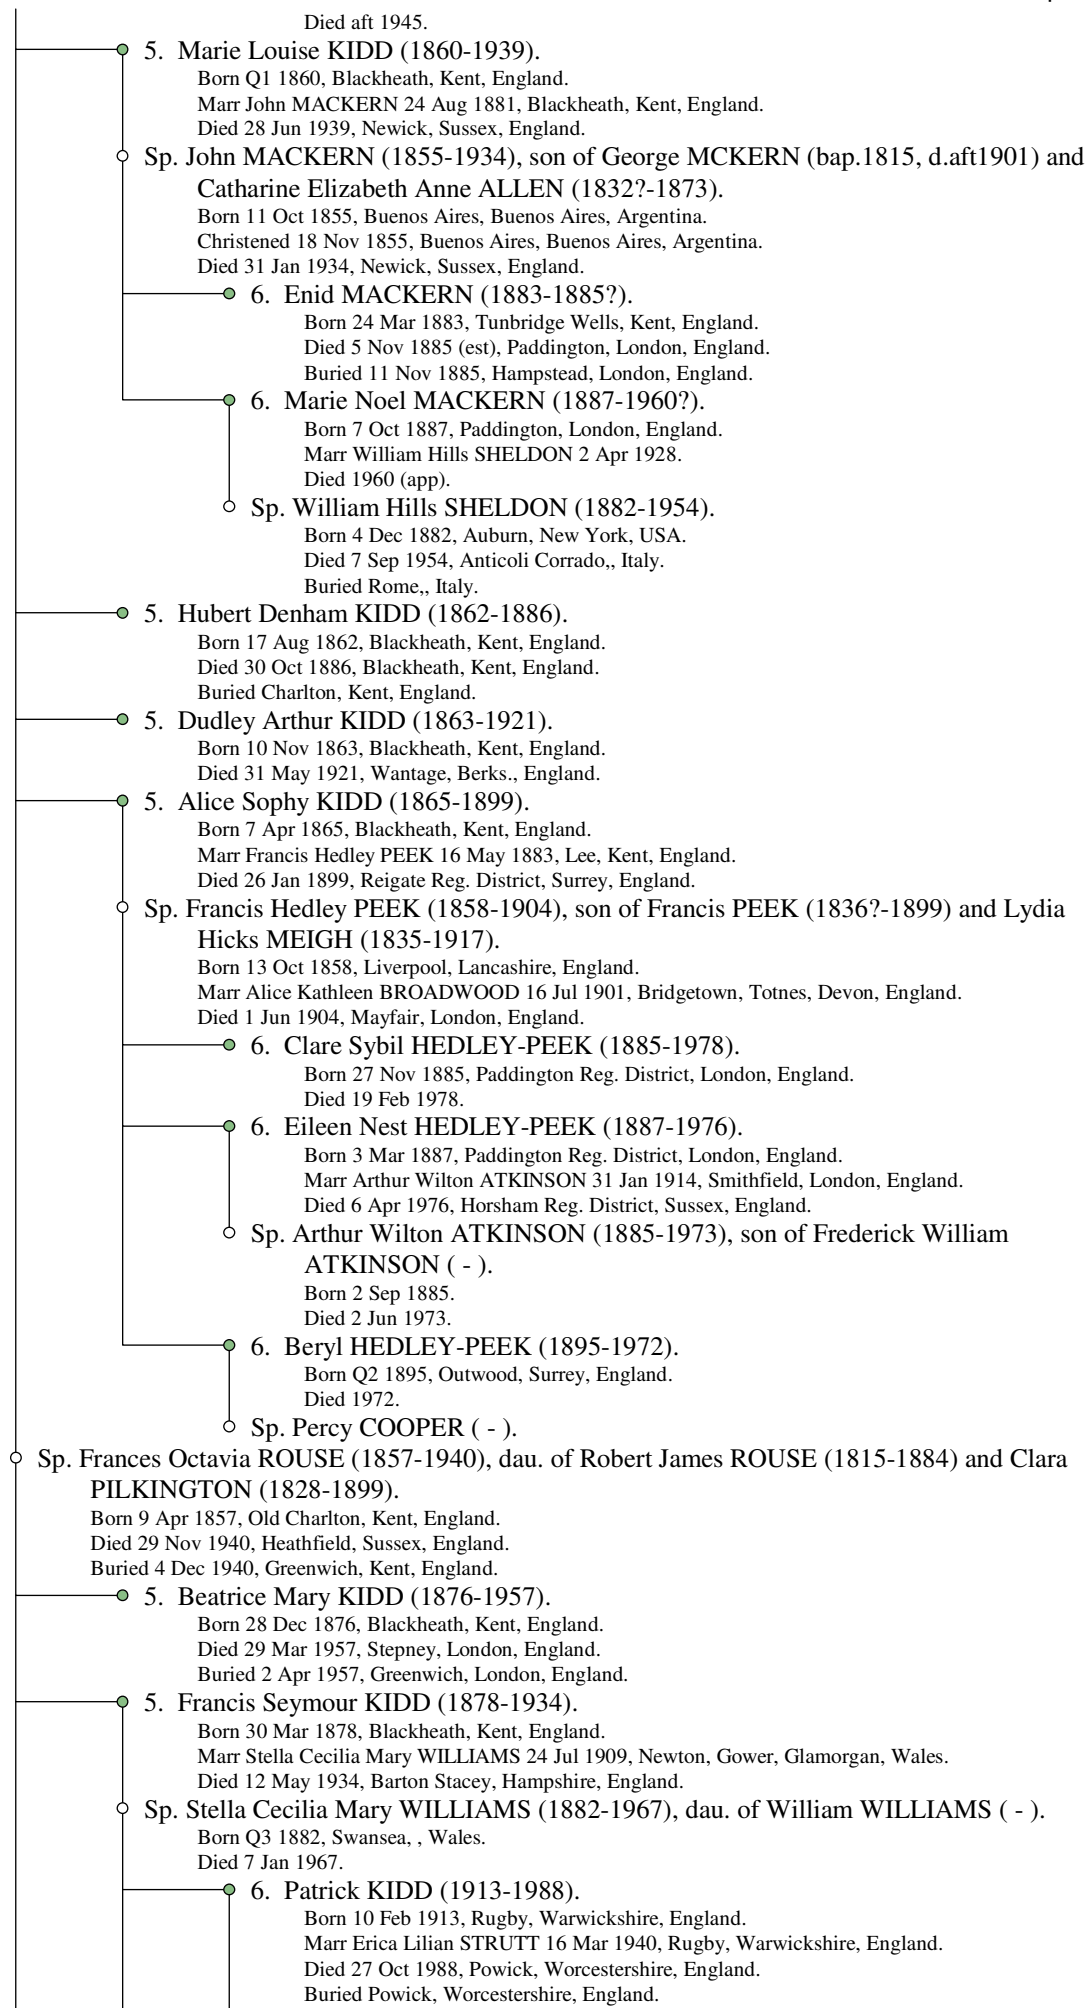 Died aft 1945.
5. Marie Louise KIDD (1860-1939).
Born Q1 1860, Blackheath, Kent, England.
Marr John MACKERN 24 Aug 1881, Blackheath, Kent, England.
Died 28 Jun 1939, Newick, Sussex, England.
Sp. John MACKERN (1855-1934), son of George MCKERN (bap.1815, d.aft1901) and
Catharine Elizabeth Anne ALLEN (1832?-1873).
Born 11 Oct 1855, Buenos Aires, Buenos Aires, Argentina.
Christened 18 Nov 1855, Buenos Aires, Buenos Aires, Argentina.
Died 31 Jan 1934, Newick, Sussex, England.
6. Enid MACKERN (1883-1885?).
Born 24 Mar 1883, Tunbridge Wells, Kent, England.
Died 5 Nov 1885 (est), Paddington, London, England.
Buried 11 Nov 1885, Hampstead, London, England.
6. Marie Noel MACKERN (1887-1960?).
Born 7 Oct 1887, Paddington, London, England.
Marr William Hills SHELDON 2 Apr 1928.
Died 1960 (app).
Sp. William Hills SHELDON (1882-1954).
Born 4 Dec 1882, Auburn, New York, USA.
Died 7 Sep 1954, Anticoli Corrado,, Italy.
Buried Rome,, Italy.
5. Hubert Denham KIDD (1862-1886).
Born 17 Aug 1862, Blackheath, Kent, England.
Died 30 Oct 1886, Blackheath, Kent, England.
Buried Charlton, Kent, England.
5. Dudley Arthur KIDD (1863-1921).
Born 10 Nov 1863, Blackheath, Kent, England.
Died 31 May 1921, Wantage, Berks., England.
5. Alice Sophy KIDD (1865-1899).
Born 7 Apr 1865, Blackheath, Kent, England.
Marr Francis Hedley PEEK 16 May 1883, Lee, Kent, England.
Died 26 Jan 1899, Reigate Reg. District, Surrey, England.
Sp. Francis Hedley PEEK (1858-1904), son of Francis PEEK (1836?-1899) and Lydia
Hicks MEIGH (1835-1917).
Born 13 Oct 1858, Liverpool, Lancashire, England.
Marr Alice Kathleen BROADWOOD 16 Jul 1901, Bridgetown, Totnes, Devon, England.
Died 1 Jun 1904, Mayfair, London, England.
6. Clare Sybil HEDLEY-PEEK (1885-1978).
Born 27 Nov 1885, Paddington Reg. District, London, England.
Died 19 Feb 1978.
6. Eileen Nest HEDLEY-PEEK (1887-1976).
Born 3 Mar 1887, Paddington Reg. District, London, England.
Marr Arthur Wilton ATKINSON 31 Jan 1914, Smithfield, London, England.
Died 6 Apr 1976, Horsham Reg. District, Sussex, England.
Sp. Arthur Wilton ATKINSON (1885-1973), son of Frederick William
ATKINSON ( - ).
Born 2 Sep 1885.
Died 2 Jun 1973.
6. Beryl HEDLEY-PEEK (1895-1972).
Born Q2 1895, Outwood, Surrey, England.
Died 1972.
Sp. Percy COOPER ( - ).
Sp. Frances Octavia ROUSE (1857-1940), dau. of Robert James ROUSE (1815-1884) and Clara
PILKINGTON (1828-1899).
Born 9 Apr 1857, Old Charlton, Kent, England.
Died 29 Nov 1940, Heathfield, Sussex, England.
Buried 4 Dec 1940, Greenwich, Kent, England.
5. Beatrice Mary KIDD (1876-1957).
Born 28 Dec 1876, Blackheath, Kent, England.
Died 29 Mar 1957, Stepney, London, England.
Buried 2 Apr 1957, Greenwich, London, England.
5. Francis Seymour KIDD (1878-1934).
Born 30 Mar 1878, Blackheath, Kent, England.
Marr Stella Cecilia Mary WILLIAMS 24 Jul 1909, Newton, Gower, Glamorgan, Wales.
Died 12 May 1934, Barton Stacey, Hampshire, England.
Sp. Stella Cecilia Mary WILLIAMS (1882-1967), dau. of William WILLIAMS ( - ).
Born Q3 1882, Swansea, , Wales.
Died 7 Jan 1967.
6. Patrick KIDD (1913-1988).
Born 10 Feb 1913, Rugby, Warwickshire, England.
Marr Erica Lilian STRUTT 16 Mar 1940, Rugby, Warwickshire, England.
Died 27 Oct 1988, Powick, Worcestershire, England.
Buried Powick, Worcestershire, England.